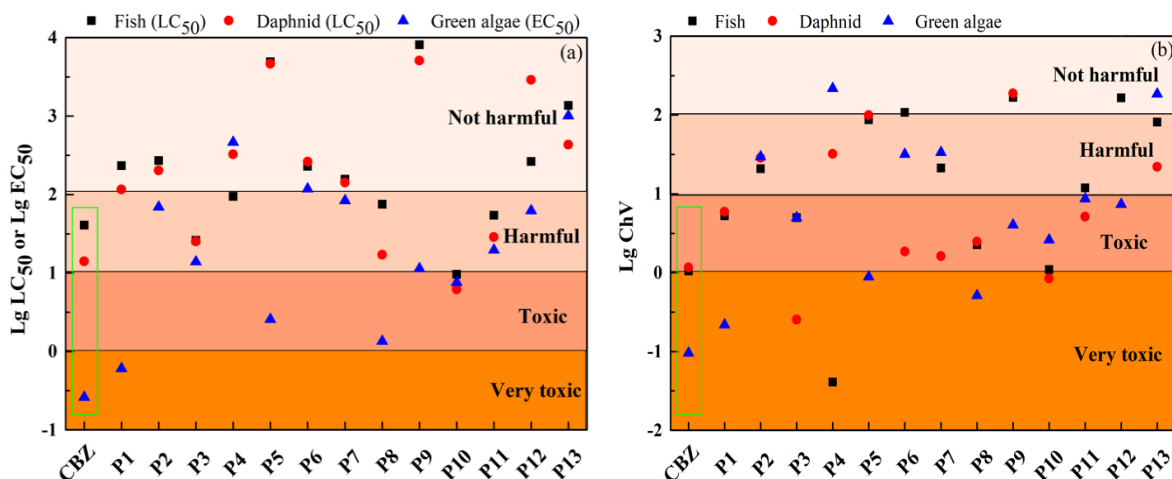 Fish (LC50) Daphnid (LC50) Green algae (EC50)
(a)
Lg LC50 or Lg EC50
4
3
2
1
0
-1
Not harmful
Harmful
Toxic
Very toxic
CBZ P1 P2 P3 P4 P5 P6 P7 P8 P9 P10 P11 P12 P13
Fish Daphnid Green algae
(b)
Lg ChV
3
2
1
0
-1
-2
Not harmful
Harmful
Toxic
Very toxic
CBZ P1 P2 P3 P4 P5 P6 P7 P8 P9 P10 P11 P12 P13